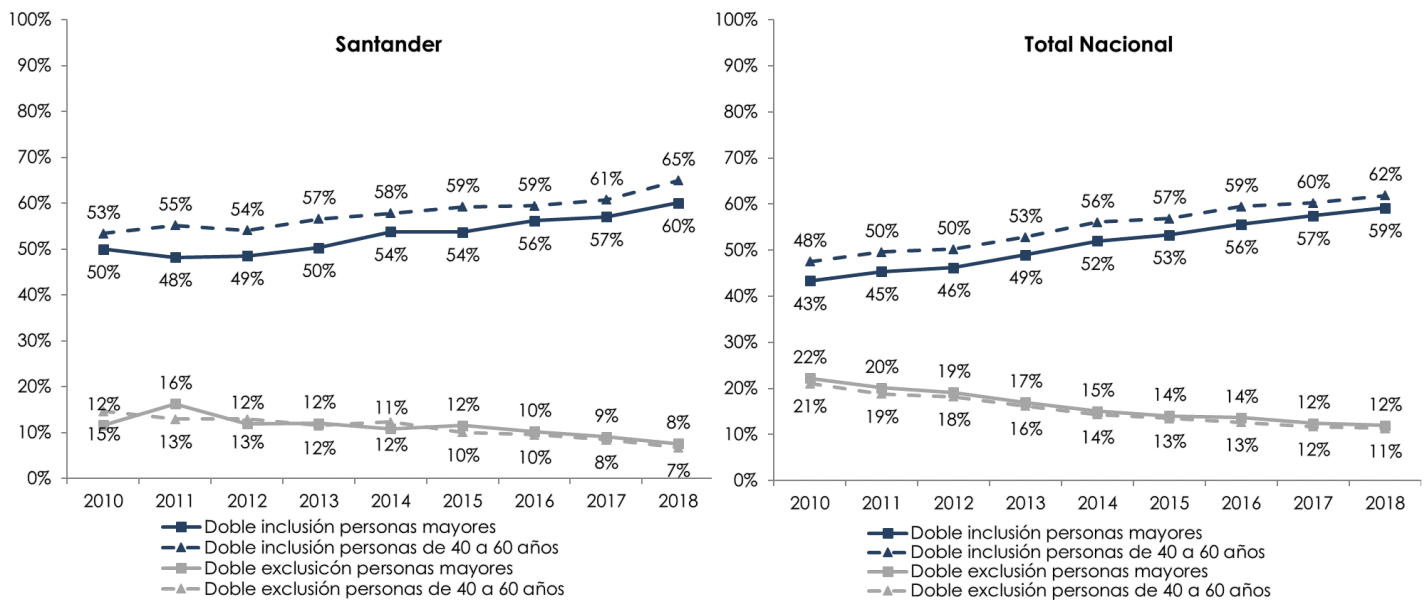 Santander
100%
90%
80%
70%
60%
50%
40%
30%
20%
10%
0%
53% 55% 54% 57% 58% 59% 59% 61% 65%
50% 48% 49% 50% 54% 54% 56% 57% 60%
12% 16% 12% 12% 11% 12% 10% 9% 8%
15% 13% 13% 12% 12% 10% 10% 8% 7%
2010 2011 2012 2013 2014 2015 2016 2017 2018
Doble inclusión personas mayores
Doble inclusión personas de 40 a 60 años
Doble exclusicón personas mayores
Doble exclusión personas de 40 a 60 años
Total Nacional
100%
90%
80%
70%
60%
50%
40%
30%
20%
10%
0%
48% 50% 50% 53% 56% 57% 59% 60% 62%
43% 45% 46% 49% 52% 53% 56% 57% 59%
22% 20% 19% 17% 15% 14% 14% 12% 12%
21% 19% 18% 16% 14% 13% 13% 12% 11%
2010 2011 2012 2013 2014 2015 2016 2017 2018
Doble inclusión personas mayores
Doble inclusión personas de 40 a 60 años
Doble exclusión personas mayores
Doble exclusión personas de 40 a 60 años